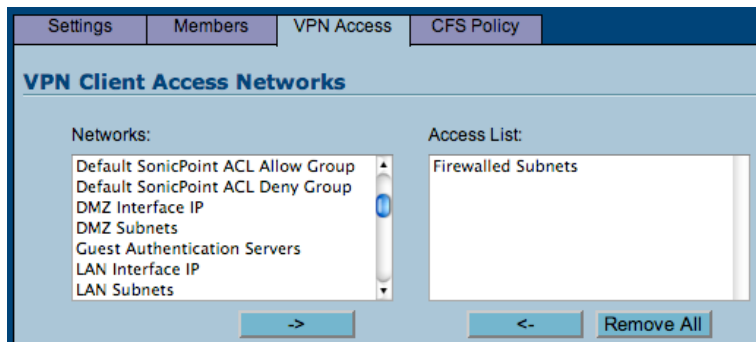 Settings Members VPN Access CFS Policy
VPN Client Access Networks
Networks: Access List:
Default SonicPoint ACL Allow Group Firewalled Subnets
Default SonicPoint ACL Deny Group
DMZ Interface IP
DMZ Subnets
Guest Authentication Servers
LAN Interface IP
LAN Subnets
-> <- Remove All